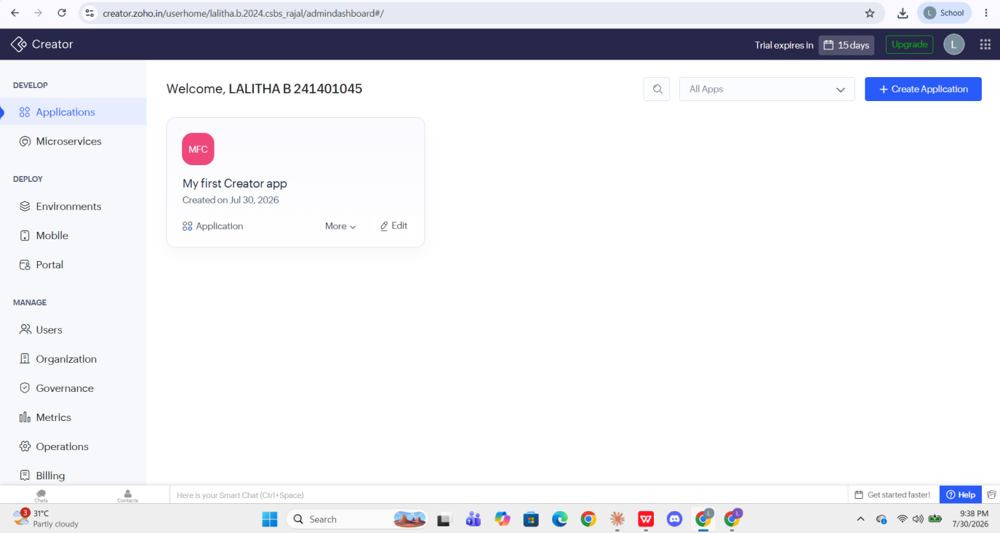 creator.zoho.in/userhome/lalitha.b.2024.csbs_rajal/admindashboard#/
L
School
Creator
Trial expires in
15 days
Upgrade
L
DEVELOP
Applications
Microservices
DEPLOY
Environments
Mobile
Portal
MANAGE
Users
Organization
Governance
Metrics
Operations
Billing
Welcome, LALITHA B 241401045
All Apps
+ Create Application
MFC
My first Creator app
Created on Jul 30, 2026
Application
More
Edit
Chats
Contacts
Here is your Smart Chat (Ctrl+Space)
Get started faster!
Help
3
31°C
Partly cloudy
Search
W
L
L
9:38 PM
7/30/2026